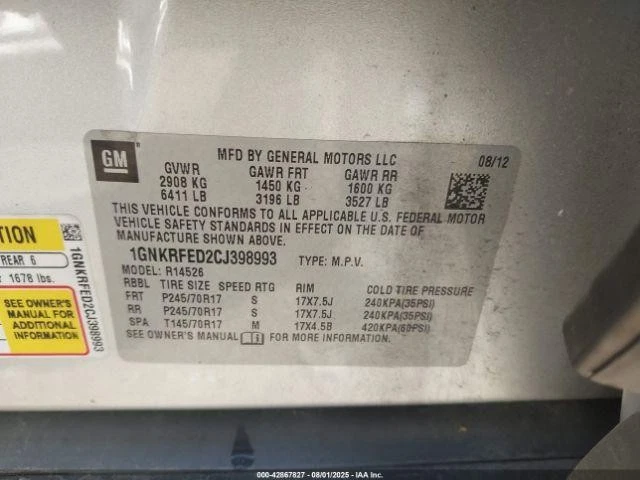 GM
MFD BY GENERAL MOTORS LLC
08/12
GVWR GAWR FRT GAWR RR
2908 KG 1450 KG 1600 KG
6411 LB 3196 LB 3527 LB
THIS VEHICLE CONFORMS TO ALL APPLICABLE U.S. FEDERAL MOTOR
VEHICLE SAFETY STANDARDS IN EFFECT ON THE DATE OF
MANUFACTURE SHOWN ABOVE.
1GNKRFED2CJ398993 TYPE: M.P.V.
MODEL: R14526
RBBL TIRE SIZE SPEED RTG RIM COLD TIRE PRESSURE
FRT P245/70R17 S 17X7.5J 240KPA(35PSI)
RR P245/70R17 S 17X7.5J 240KPA(35PSI)
SPA T145/70R17 M 17X4.5B 420KPA(60PSI)
SEE OWNER'S MANUAL FOR MORE INFORMATION.
TION
REAR 6
1678 lbs.
SEE OWNER'S
MANUAL FOR
ADDITIONAL
INFORMATION
1GNKRFED2CJ398993
IAA 000-42867827 - 08/01/2025 - IAAI.COM